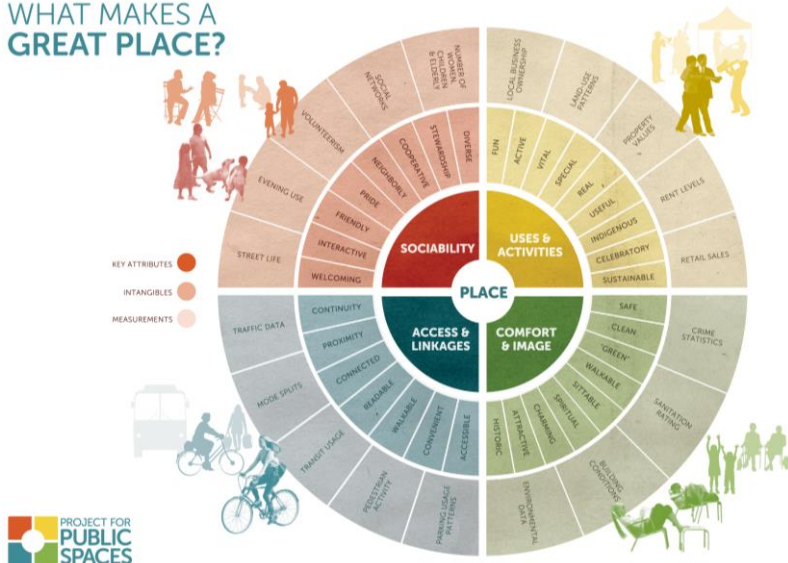 WHAT MAKES A
GREAT PLACE?
NUMBER OF
WOMEN,
CHILDREN
& ELDERLY
SOCIAL
NETWORKS
VOLUNTEERISM
EVENING USE
STREET LIFE
LOCAL BUSINESS
OWNERSHIP
LAND-USE
PATTERNS
PROPERTY
VALUES
RENT LEVELS
RETAIL SALES
DIVERSE
STEWARDSHIP
COOPERATIVE
NEIGHBORLY
PRIDE
FRIENDLY
INTERACTIVE
WELCOMING
FUN
ACTIVE
VITAL
SPECIAL
REAL
USEFUL
INDIGENOUS
CELEBRATORY
SUSTAINABLE
SOCIABILITY
USES &
ACTIVITIES
KEY ATTRIBUTES
INTANGIBLES
MEASUREMENTS
PLACE
ACCESS &
LINKAGES
COMFORT
& IMAGE
CONTINUITY
PROXIMITY
CONNECTED
READABLE
WALKABLE
CONVENIENT
ACCESSIBLE
SAFE
CLEAN
"GREEN"
WALKABLE
SITTABLE
SPIRITUAL
CHARMING
ATTRACTIVE
HISTORIC
TRAFFIC DATA
MODE SPLITS
TRANSIT USAGE
PEDESTRIAN
ACTIVITY
PARKING USAGE
PATTERNS
CRIME
STATISTICS
SANITATION
RATING
BUILDING
CONDITIONS
ENVIRONMENTAL
DATA
PROJECT FOR
PUBLIC
SPACES